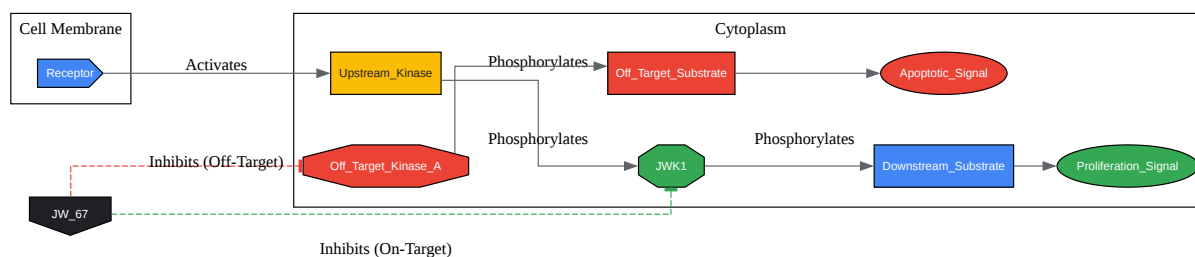 Cell Membrane
Cytoplasm
Receptor
Activates
Upstream_Kinase
Phosphorylates
Off_Target_Substrate
Apoptotic_Signal
Inhibits (Off-Target)
Off_Target_Kinase_A
Phosphorylates
JWK1
Phosphorylates
Downstream_Substrate
Proliferation_Signal
JW_67
Inhibits (On-Target)